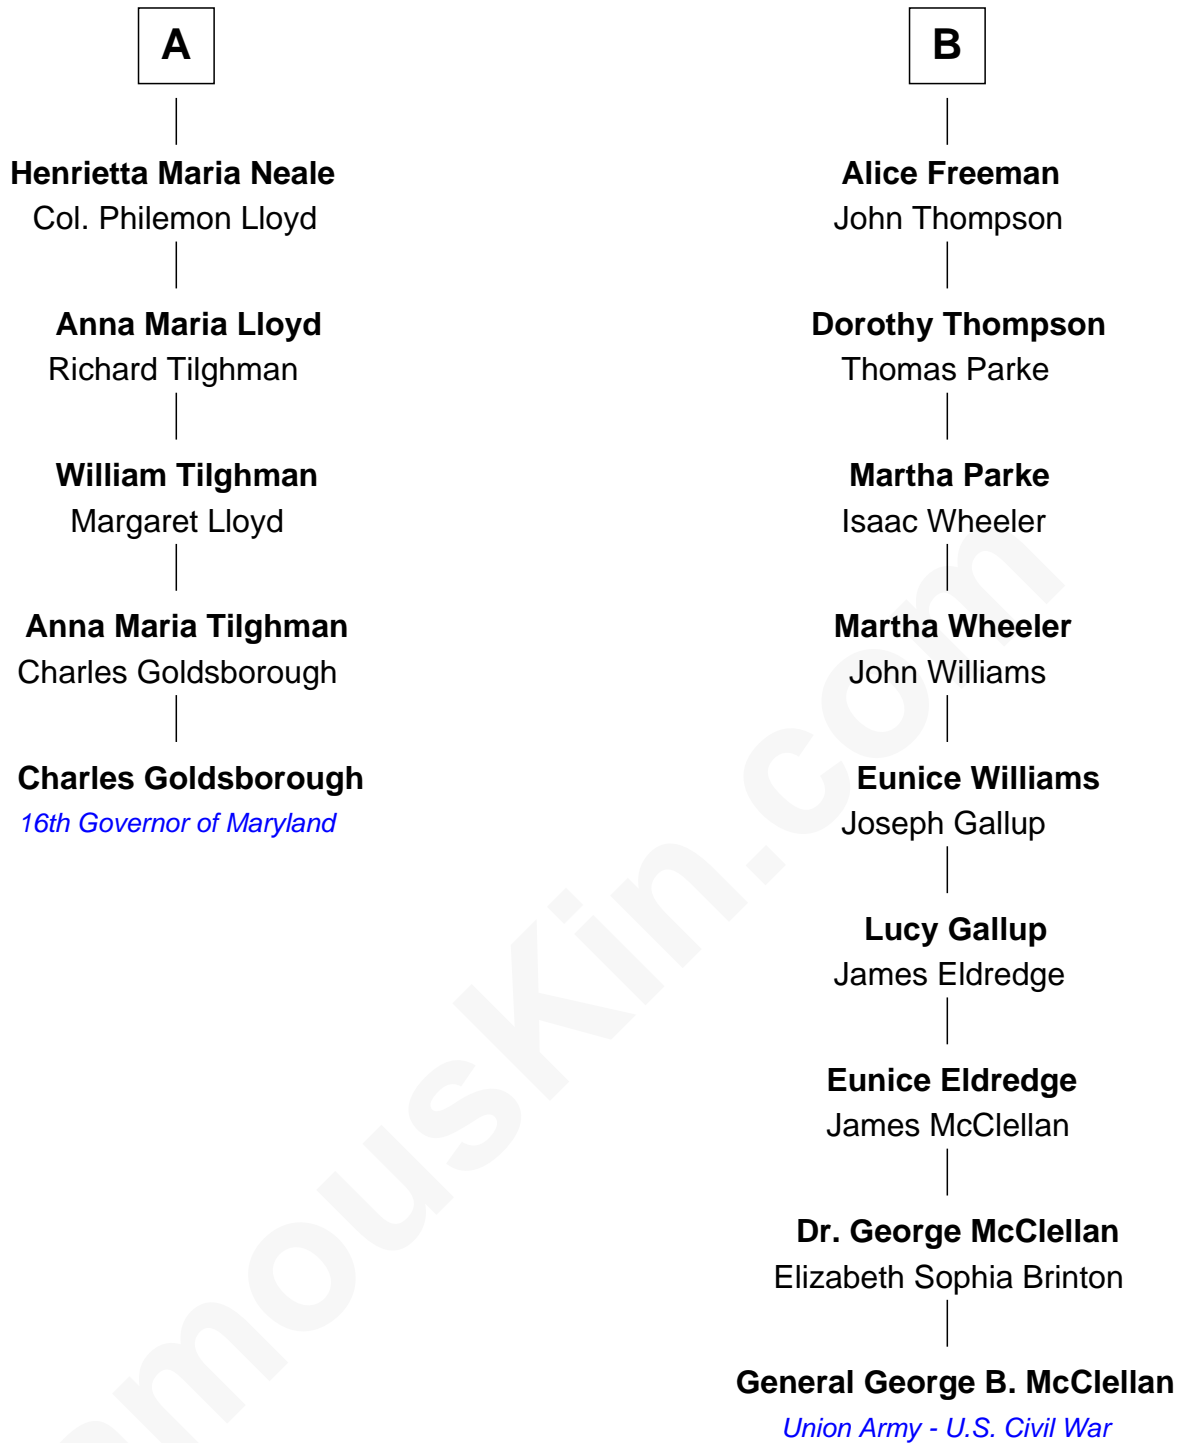 A
Henrietta Maria Neale
Col. Philemon Lloyd
Anna Maria Lloyd
Richard Tilghman
William Tilghman
Margaret Lloyd
Anna Maria Tilghman
Charles Goldsborough
Charles Goldsborough
16th Governor of Maryland
B
Alice Freeman
John Thompson
Dorothy Thompson
Thomas Parke
Martha Parke
Isaac Wheeler
Martha Wheeler
John Williams
Eunice Williams
Joseph Gallup
Lucy Gallup
James Eldredge
Eunice Eldredge
James McClellan
Dr. George McClellan
Elizabeth Sophia Brinton
General George B. McClellan
Union Army - U.S. Civil War
amouskin.com